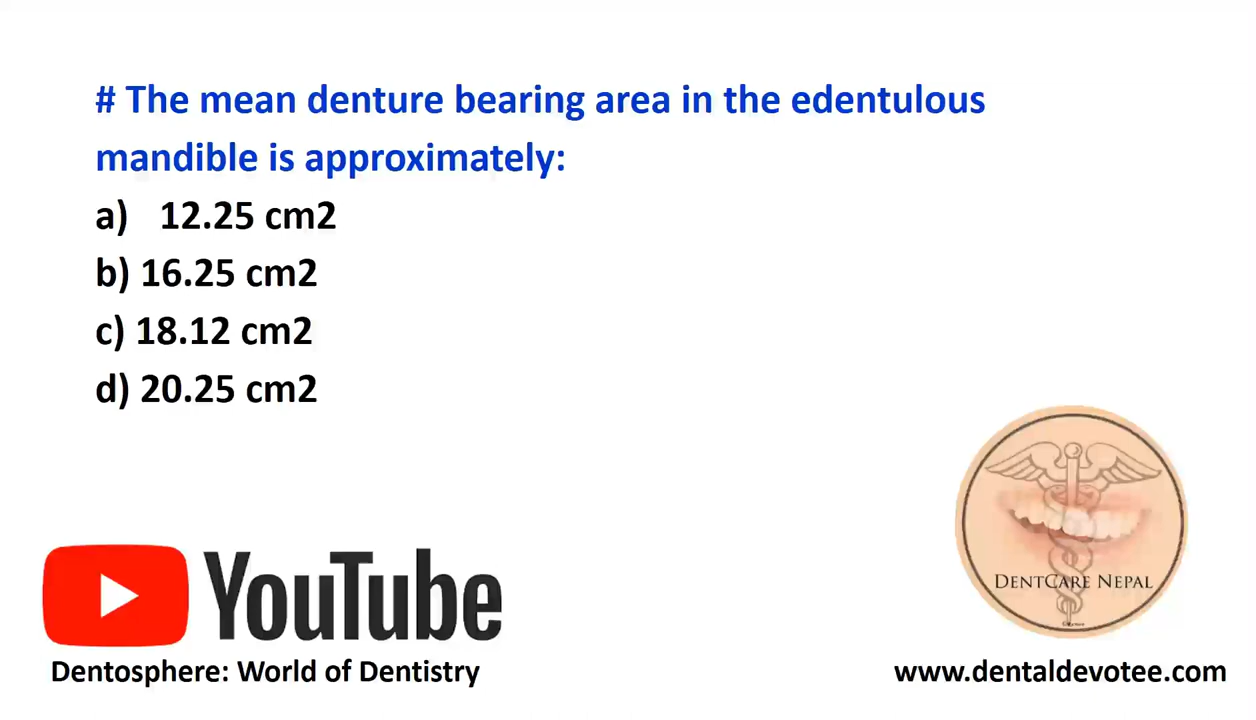 # The mean denture bearing area in the edentulous
mandible is approximately:
a) 12.25 cm2
b) 16.25 cm2
c) 18.12 cm2
d) 20.25 cm2
DENTCARE NEPAL
YouTube
Dentosphere: World of Dentistry
www.dentaldevotee.com